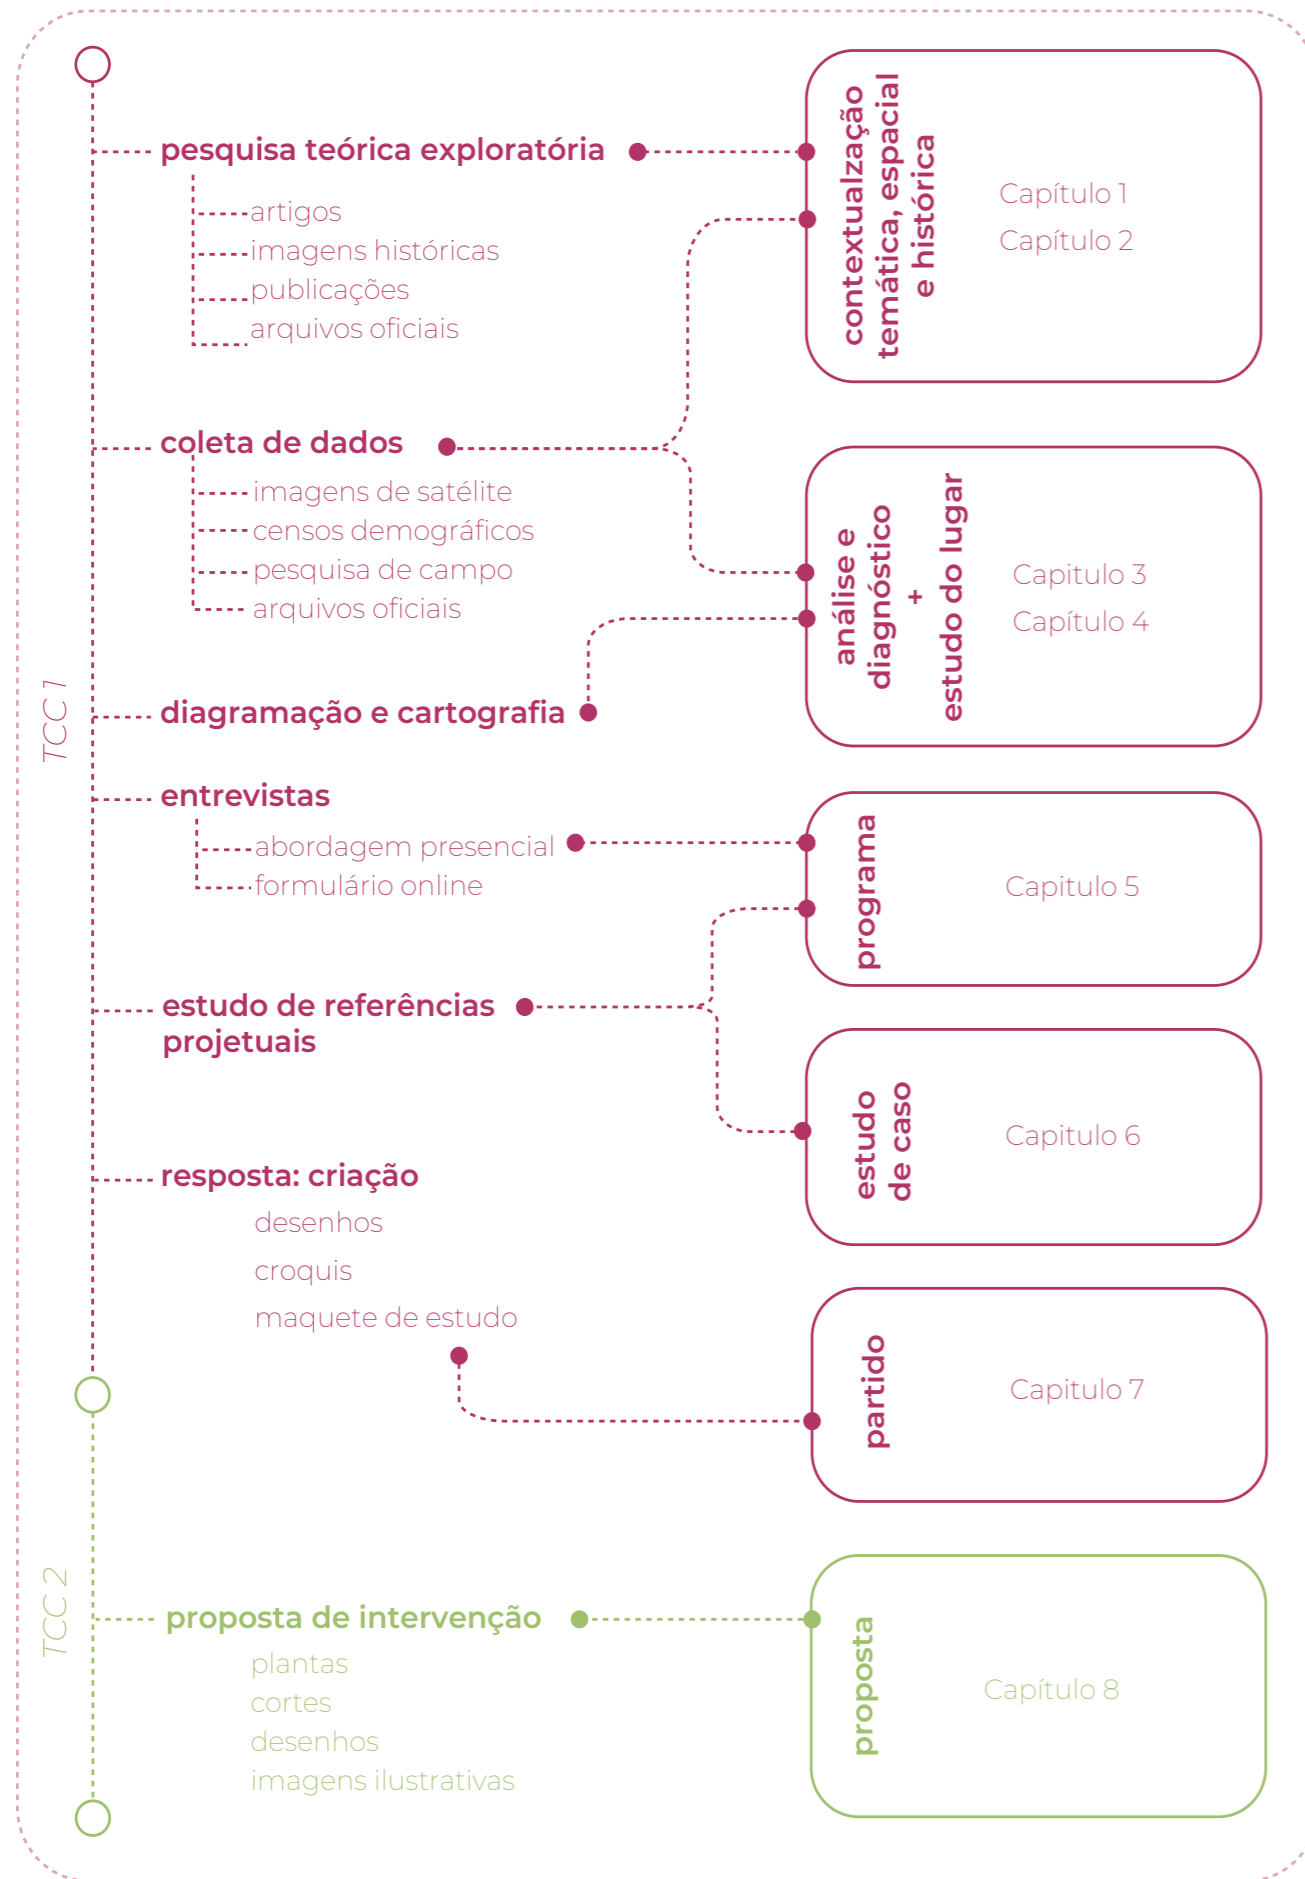 TCC 1
pesquisa teórica exploratória
artigos
imagens históricas
publicações
arquivos oficiais
contextualzação
temática, espacial
e histórica
Capítulo 1
Capítulo 2
coleta de dados
imagens de satélite
censos demográficos
pesquisa de campo
arquivos oficiais
análise e
diagnóstico
+
estudo do lugar
Capitulo 3
Capítulo 4
diagramação e cartografia
entrevistas
abordagem presencial
formulário online
programa
Capitulo 5
estudo de referências
projetuais
estudo
de caso
Capitulo 6
resposta: criação
desenhos
croquis
maquete de estudo
partido
Capitulo 7
TCC 2
proposta de intervenção
plantas
cortes
desenhos
imagens ilustrativas
proposta
Capítulo 8